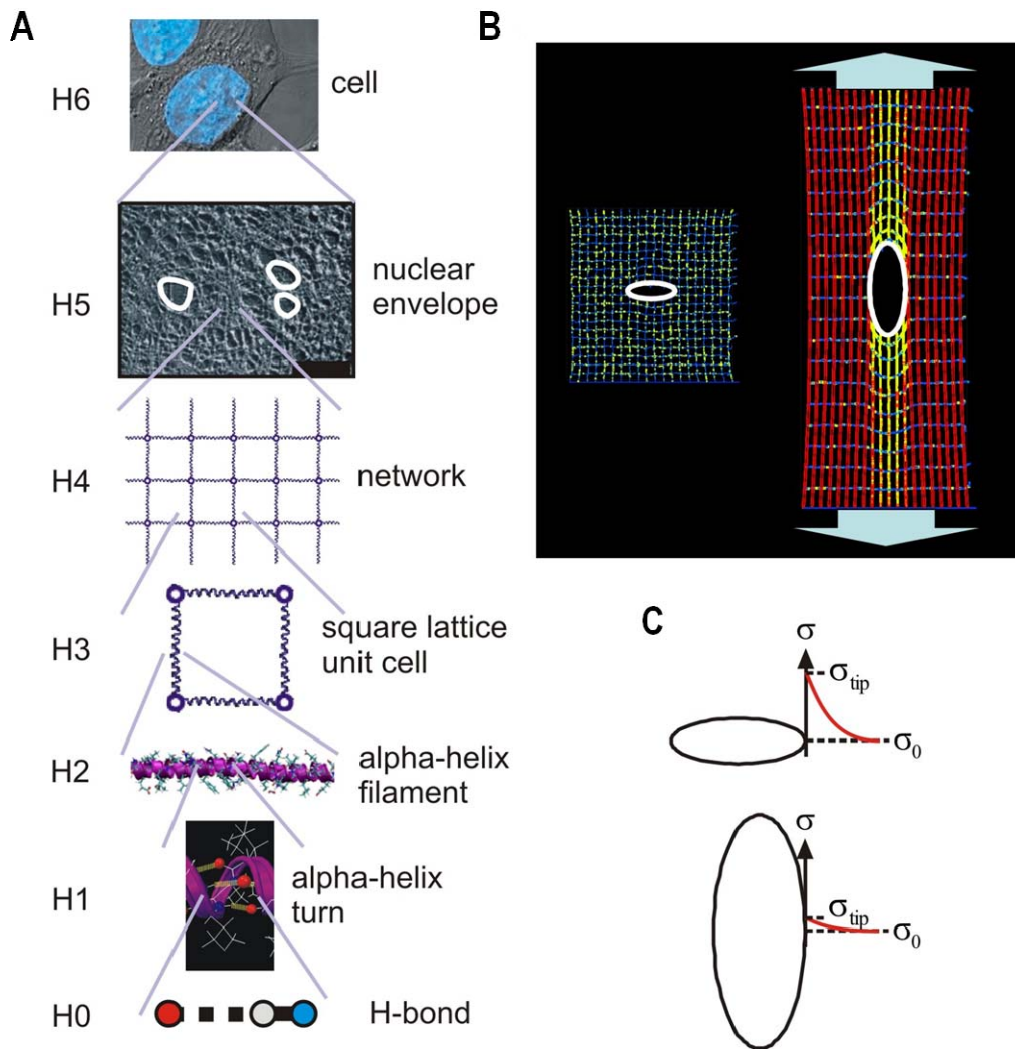 A
H6
cell
H5
nuclear
envelope
H4
network
H3
square lattice
unit cell
H2
alpha-helix
filament
H1
alpha-helix
turn
H0
H-bond
B
C
σ
σtip
σ0
σ
σtip
σ0